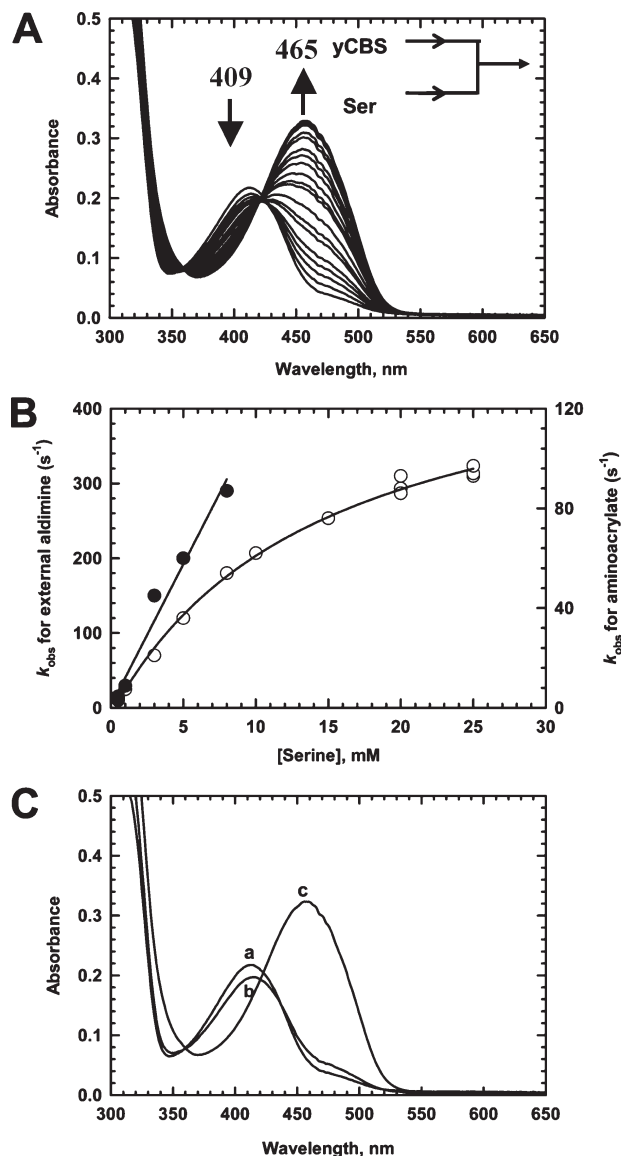 A
0.5
0.4
0.3
0.2
0.1
0.0
Absorbance
409
465
yCBS
Ser
300 350 400 450 500 550 600 650
Wavelength, nm
B
400
300
200
100
0
k_obs for external aldimine (s⁻¹)
120
80
40
0
k_obs for aminoacrylate (s⁻¹)
0 5 10 15 20 25 30
[Serine], mM
C
0.5
0.4
0.3
0.2
0.1
0.0
Absorbance
a
b
c
300 350 400 450 500 550 600 650
Wavelength, nm